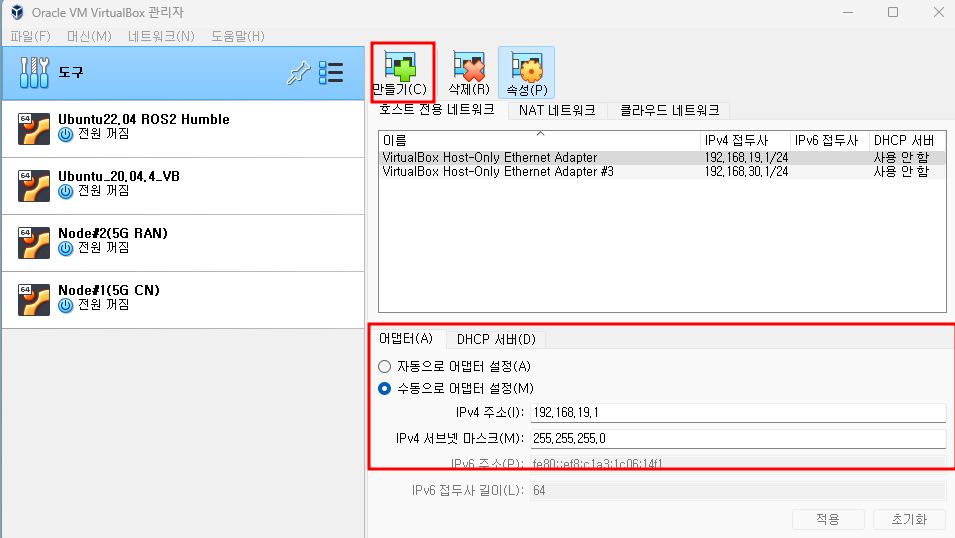 Oracle VM VirtualBox 관리자
파일(F) 머신(M) 네트워크(N) 도움말(H)
도구
만들기(C) 삭제(R) 속성(P)
64 Ubuntu22.04 ROS2 Humble
전원 꺼짐
64 Ubuntu_20.04.4_VB
전원 꺼짐
64 Node#2(5G RAN)
전원 꺼짐
64 Node#1(5G CN)
전원 꺼짐
호스트 전용 네트워크 NAT 네트워크 클라우드 네트워크
이름 IPv4 접두사 IPv6 접두사 DHCP 서버
VirtualBox Host-Only Ethernet Adapter 192.168.19.1/24 사용 안 함
VirtualBox Host-Only Ethernet Adapter #3 192.168.30.1/24 사용 안 함
어댑터(A) DHCP 서버(D)
자동으로 어댑터 설정(A)
수동으로 어댑터 설정(M)
IPv4 주소(I): 192.168.19.1
IPv4 서브넷 마스크(M): 255.255.255.0
IPv6 주소(P): fe80::ef8:c1a3:1c06:14f1
IPv6 접두사 길이(L): 64
적용 초기화